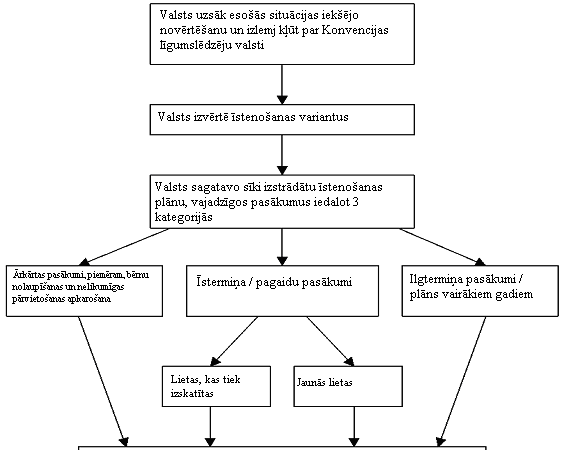 Valsts uzsāk esošās situācijas iekšējo
novērtēšanu un izlemj kļūt par Konvencijas
līgumslēdzēju valsti
Valsts izvērtē īstenošanas variantus
Valsts sagatavo sīki izstrādātu īstenošanas
plānu, vajadzīgos pasākumus iedalot 3
kategorijās
Ārkārtas pasākumi, piemēram, bērnu
nolaupīšanas un nelikumīgas
pārvietošanas apkarošana
Īstermiņa / pagaidu pasākumi
Ilgtermiņa pasākumi /
plāns vairākiem gadiem
Lietas, kas tiek
izskatītas
Jaunās lietas